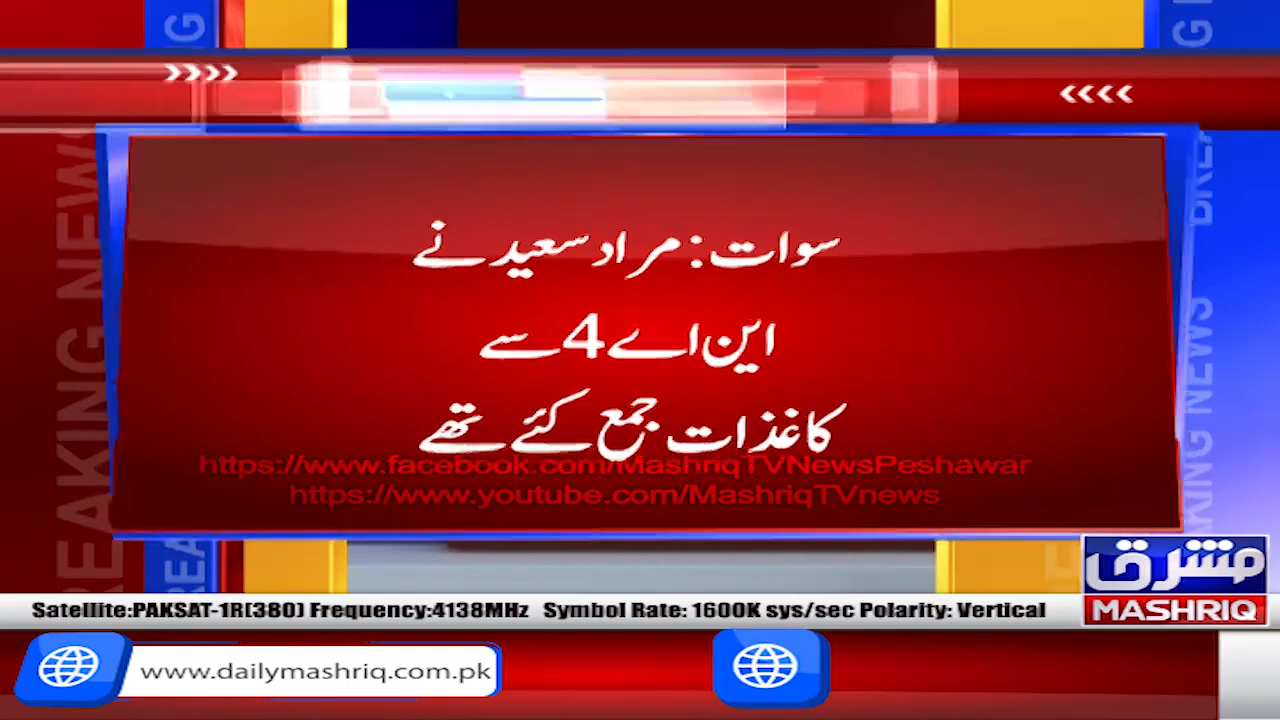 سوات: مراد سعید نے
این اے 4 سے
کاغذات جمع کئے تھے
https://www.facebook.com/MashriqTVNewsPeshawar
https://www.youtube.com/MashriqTVnews
مشرق
MASHRIQ
Satellite:PAKSAT-1R(380) Frequency:4138MHz Symbol Rate: 1600K sys/sec Polarity: Vertical
www.dailymashriq.com.pk
BREAKING NEWS